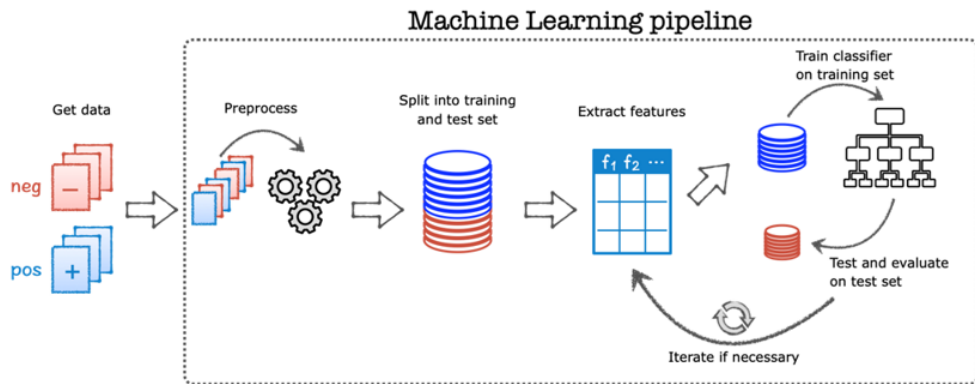 Machine Learning pipeline
Get data
neg
−
pos
+
Preprocess
Split into training
and test set
Extract features
f1 f2 ...
Train classifier
on training set
Test and evaluate
on test set
Iterate if necessary